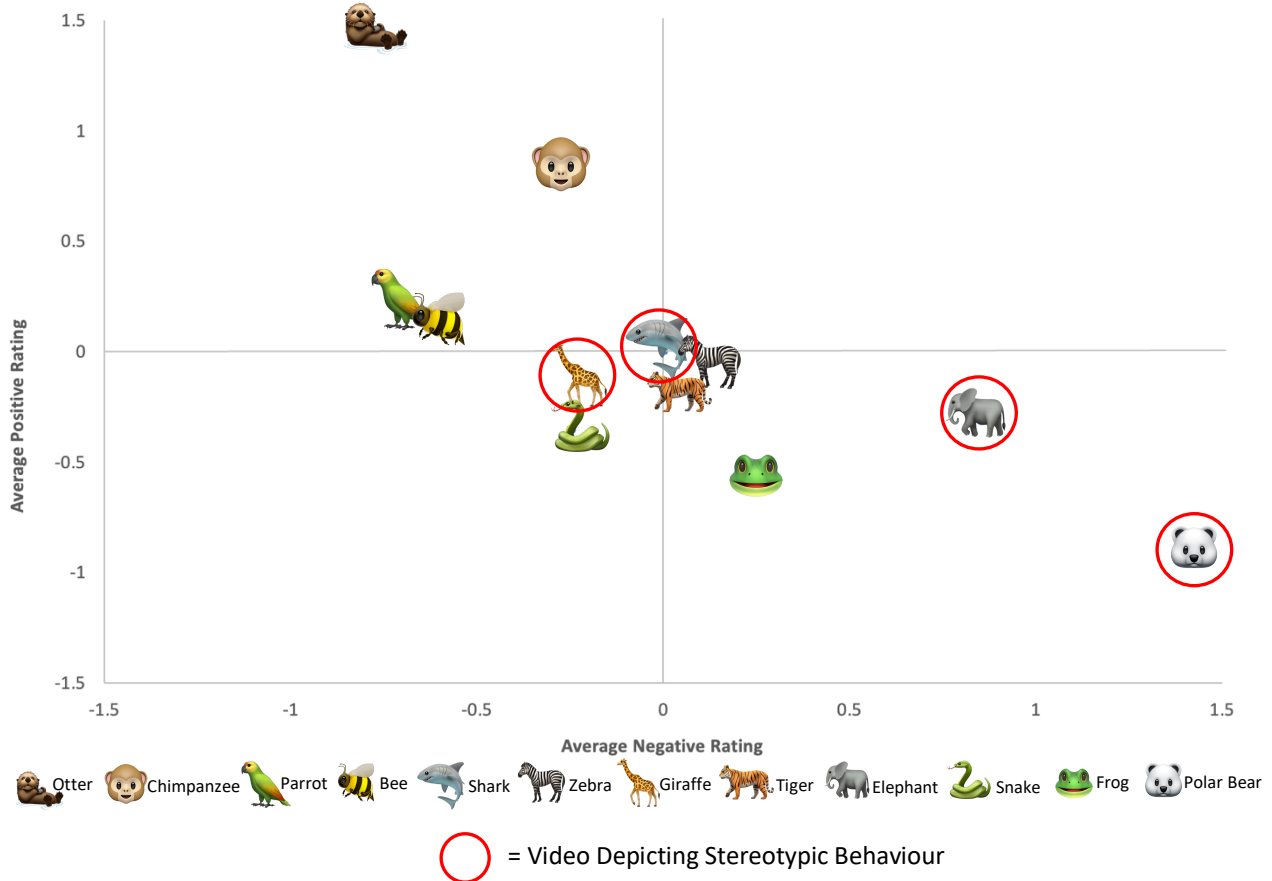 1.5
1
0.5
0
-0.5
-1
-1.5
Average Positive Rating
-1.5 -1 -0.5 0 0.5 1 1.5
Average Negative Rating
Otter Chimpanzee Parrot Bee Shark Zebra Giraffe Tiger Elephant Snake Frog Polar Bear
= Video Depicting Stereotypic Behaviour